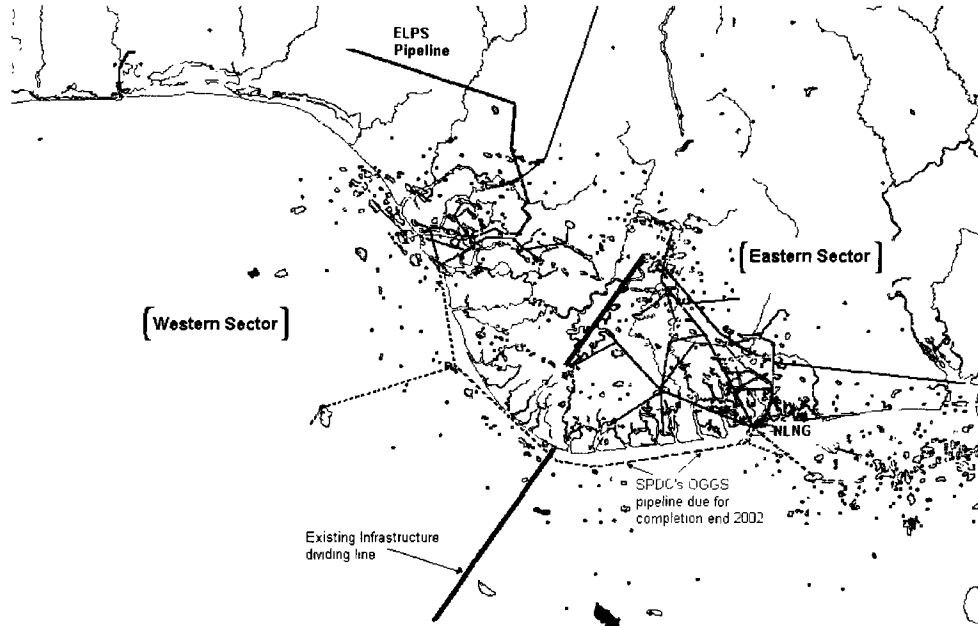 ELPS
Pipeline
[Eastern Sector]
[Western Sector]
NLNG
SPDC's OGGS
pipeline due for
completion end 2002
Existing Infrastructure
dividing line